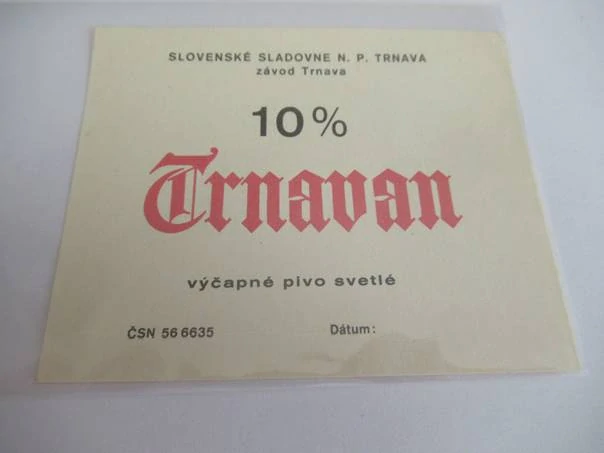 SLOVENSKÉ SLADOVNE N. P. TRNAVA
závod Trnava
10%
Trnavan
výčapné pivo svetlé
ČSN 56 6635 Dátum: